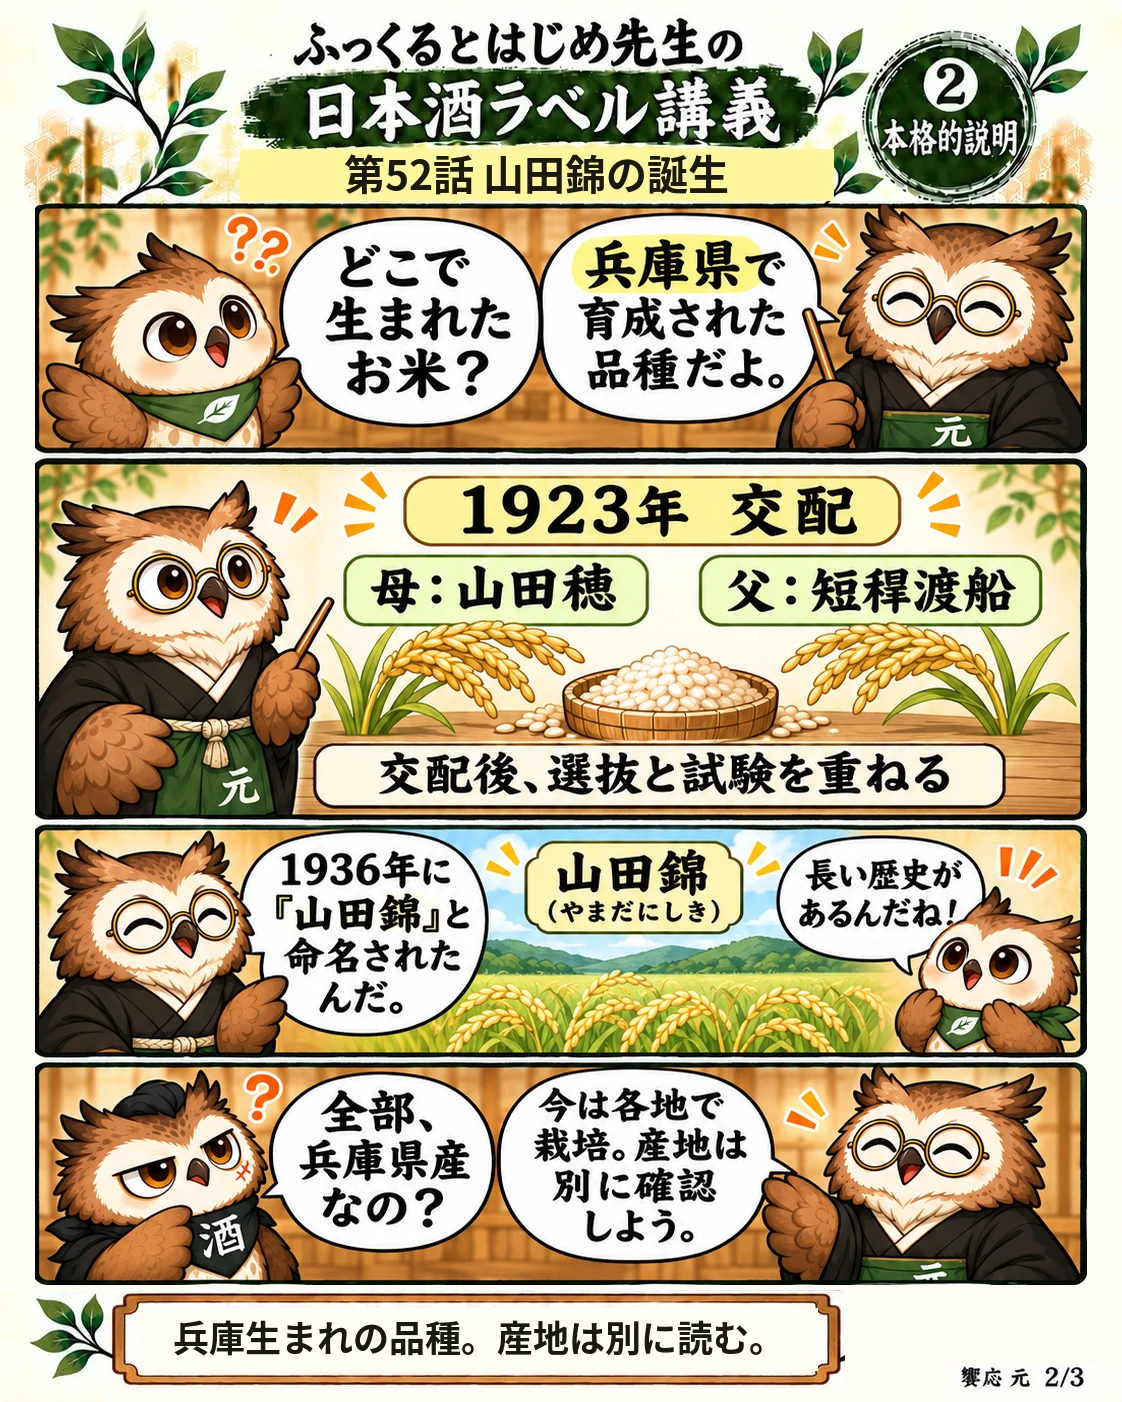 ふっくるとはじめ先生の
日本酒ラベル講義
2
本格的説明
第52話 山田錦の誕生
??
どこで
生まれた
お米？
兵庫県で
育成された
品種だよ。
元
1923年 交配
母：山田穂
父：短稈渡船
元
交配後、選抜と試験を重ねる
1936年に
『山田錦』と
命名された
んだ。
山田錦
（やまだにしき）
長い歴史が
あるんだね！
?
全部、
兵庫県産
なの？
酒
今は各地で
栽培。産地は
別に確認
しよう。
元
兵庫生まれの品種。産地は別に読む。
饗応 元 2/3